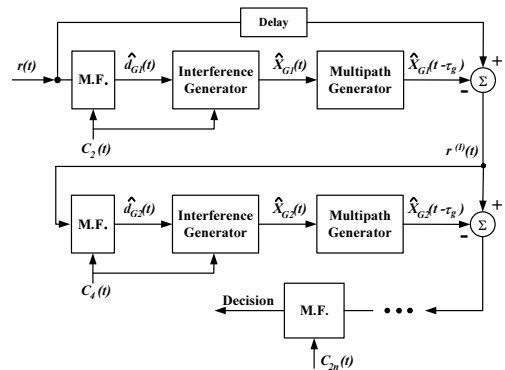 Delay
r(t)
M.F.
d̂G1(t)
Interference Generator
X̂G1(t)
Multipath Generator
X̂G1(t-τg)
+
Σ
-
C2(t)
r(1)(t)
M.F.
d̂G2(t)
Interference Generator
X̂G2(t)
Multipath Generator
X̂G2(t-τg)
+
Σ
-
C4(t)
Decision
M.F.
C2n(t)